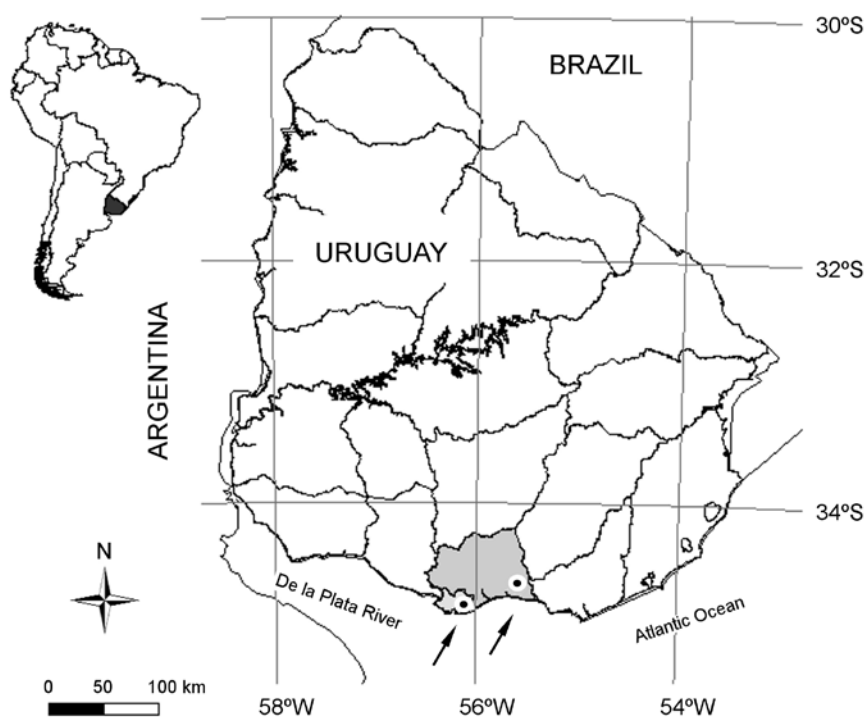 30ºS
BRAZIL
URUGUAY
32ºS
ARGENTINA
34ºS
N
De la Plata River
Atlantic Ocean
0 50 100 km
58ºW 56ºW 54ºW